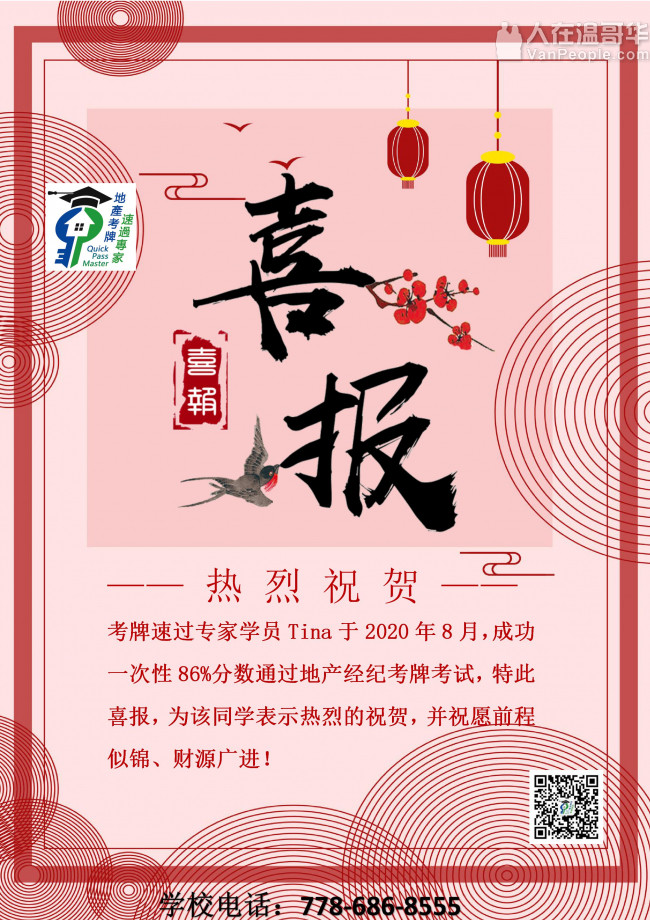 人在温哥华
VanPeople.com
地產考牌
速過專家
Quick
Pass
Master
喜
报
喜報
—— 热烈祝贺 ——
考牌速过专家学员 Tina 于 2020 年 8 月,成功
一次性 86%分数通过地产经纪考牌考试，特此
喜报，为该同学表示热烈的祝贺，并祝愿前程
似锦、财源广进！
学校电话：778-686-8555